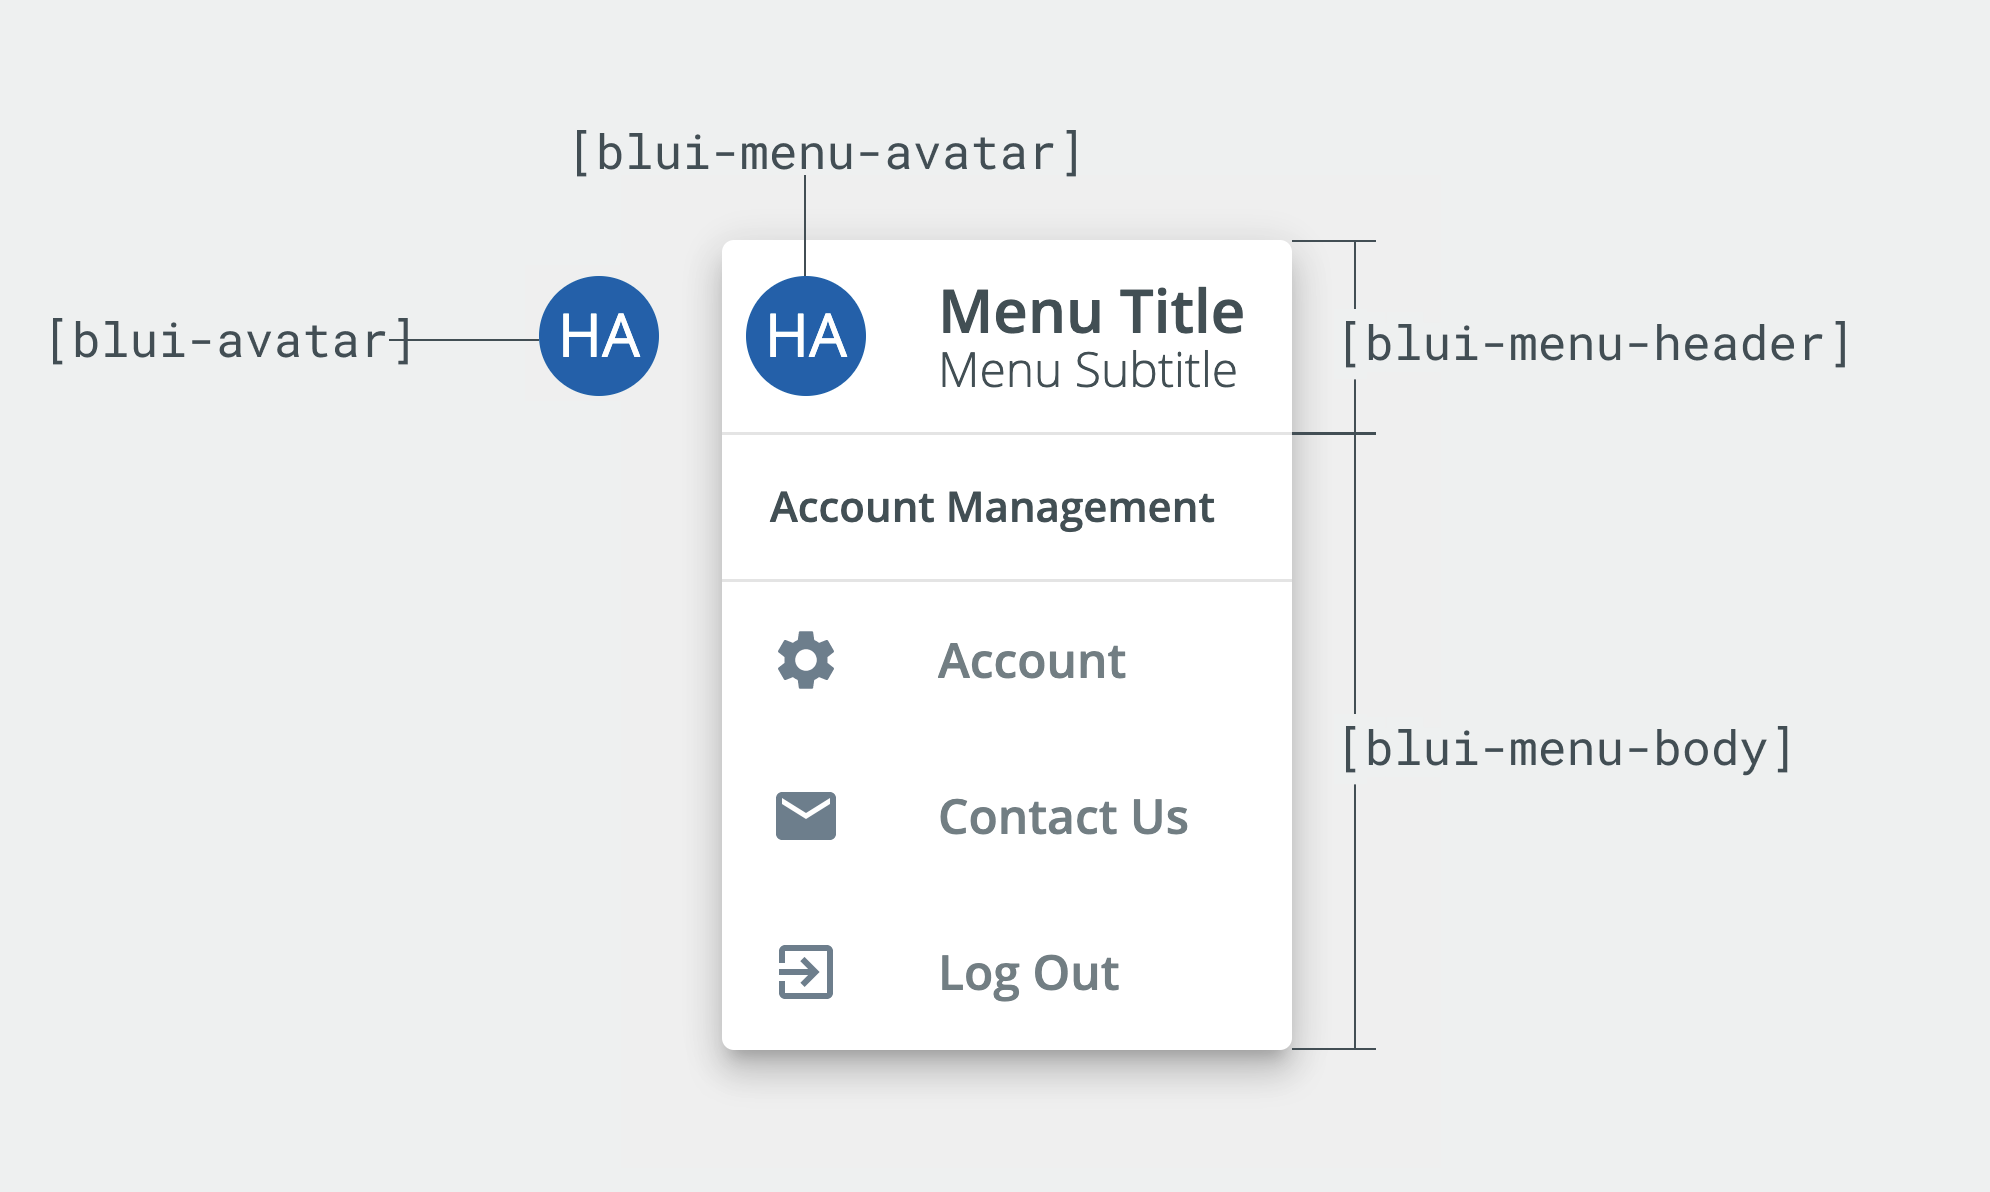 [blui-menu-avatar]
[blui-avatar]
HA
HA
Menu Title
Menu Subtitle
[blui-menu-header]
Account Management
Account
[blui-menu-body]
Contact Us
Log Out